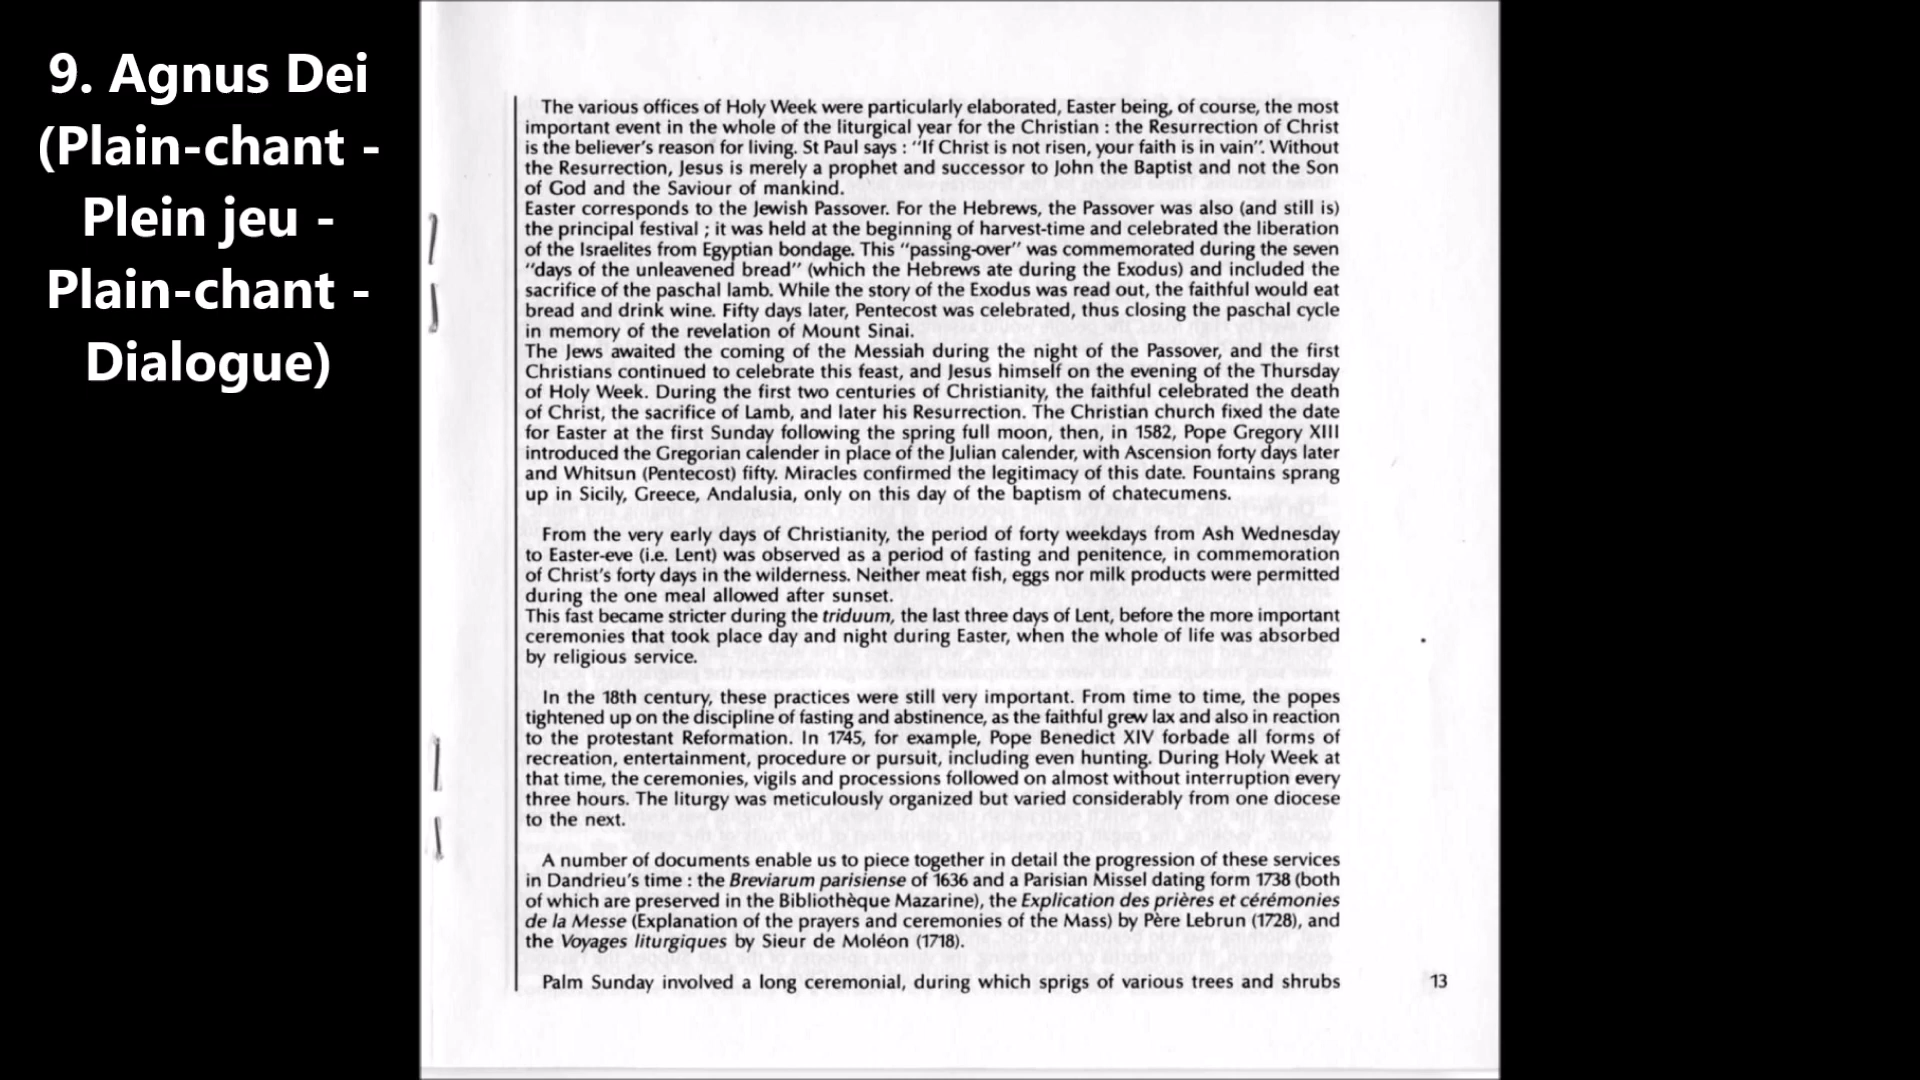 9. Agnus Dei
(Plain-chant -
Plein jeu -
Plain-chant -
Dialogue)
The various offices of Holy Week were particularly elaborated, Easter being, of course, the most
important event in the whole of the liturgical year for the Christian : the Resurrection of Christ
is the believer's reason for living. St Paul says : "If Christ is not risen, your faith is in vain". Without
the Resurrection, Jesus is merely a prophet and successor to John the Baptist and not the Son
of God and the Saviour of mankind.
Easter corresponds to the Jewish Passover. For the Hebrews, the Passover was also (and still is)
the principal festival ; it was held at the beginning of harvest-time and celebrated the liberation
of the Israelites from Egyptian bondage. This "passing-over" was commemorated during the seven
"days of the unleavened bread" (which the Hebrews ate during the Exodus) and included the
sacrifice of the paschal lamb. While the story of the Exodus was read out, the faithful would eat
bread and drink wine. Fifty days later, Pentecost was celebrated, thus closing the paschal cycle
in memory of the revelation of Mount Sinai.
The Jews awaited the coming of the Messiah during the night of the Passover, and the first
Christians continued to celebrate this feast, and Jesus himself on the evening of the Thursday
of Holy Week. During the first two centuries of Christianity, the faithful celebrated the death
of Christ, the sacrifice of Lamb, and later his Resurrection. The Christian church fixed the date
for Easter at the first Sunday following the spring full moon, then, in 1582, Pope Gregory XIII
introduced the Gregorian calender in place of the Julian calender, with Ascension forty days later
and Whitsun (Pentecost) fifty. Miracles confirmed the legitimacy of this date. Fountains sprang
up in Sicily, Greece, Andalusia, only on this day of the baptism of chatecumens.
From the very early days of Christianity, the period of forty weekdays from Ash Wednesday
to Easter-eve (i.e. Lent) was observed as a period of fasting and penitence, in commemoration
of Christ's forty days in the wilderness. Neither meat fish, eggs nor milk products were permitted
during the one meal allowed after sunset.
This fast became stricter during the triduum, the last three days of Lent, before the more important
ceremonies that took place day and night during Easter, when the whole of life was absorbed
by religious service.
In the 18th century, these practices were still very important. From time to time, the popes
tightened up on the discipline of fasting and abstinence, as the faithful grew lax and also in reaction
to the protestant Reformation. In 1745, for example, Pope Benedict XIV forbade all forms of
recreation, entertainment, procedure or pursuit, including even hunting. During Holy Week at
that time, the ceremonies, vigils and processions followed on almost without interruption every
three hours. The liturgy was meticulously organized but varied considerably from one diocese
to the next.
A number of documents enable us to piece together in detail the progression of these services
in Dandrieu's time : the Breviarum parisiense of 1636 and a Parisian Missel dating form 1738 (both
of which are preserved in the Bibliothèque Mazarine), the Explication des prières et cérémonies
de la Messe (Explanation of the prayers and ceremonies of the Mass) by Père Lebrun (1728), and
the Voyages liturgiques by Sieur de Moléon (1718).
Palm Sunday involved a long ceremonial, during which sprigs of various trees and shrubs
13